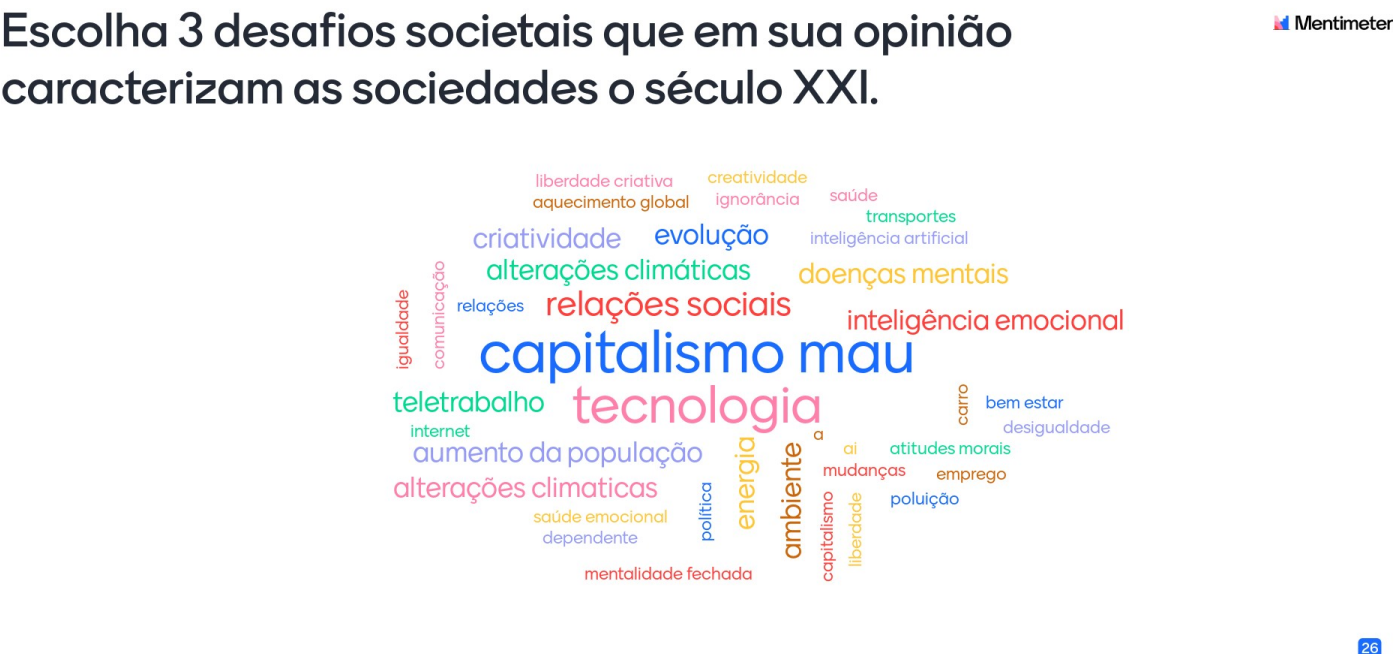 Escolha 3 desafios societais que em sua opinião
caracterizam as sociedades o século XXI.
Mentimeter
liberdade criativa
creatividade
aquecimento global
ignorância
saúde
transportes
criatividade
evolução
inteligência artificial
alterações climáticas
doenças mentais
igualdade
comunicação
relações
relações sociais
inteligência emocional
capitalismo mau
teletrabalho
tecnologia
carro
bem estar
internet
desigualdade
aumento da população
energia
ambiente
a
ai
atitudes morais
mudanças
emprego
alterações climaticas
política
capitalismo
liberdade
poluição
saúde emocional
dependente
mentalidade fechada
26